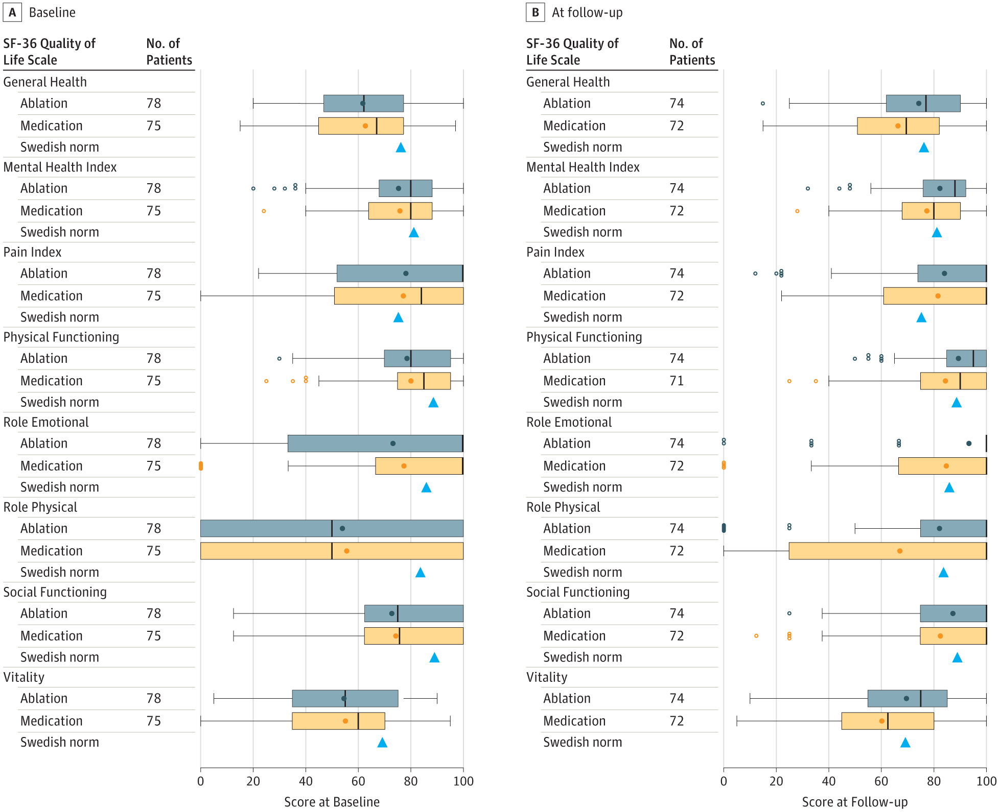 A Baseline
SF-36 Quality of Life Scale No. of Patients
General Health
Ablation 78
Medication 75
Swedish norm
Mental Health Index
Ablation 78
Medication 75
Swedish norm
Pain Index
Ablation 78
Medication 75
Swedish norm
Physical Functioning
Ablation 78
Medication 75
Swedish norm
Role Emotional
Ablation 78
Medication 75
Swedish norm
Role Physical
Ablation 78
Medication 75
Swedish norm
Social Functioning
Ablation 78
Medication 75
Swedish norm
Vitality
Ablation 78
Medication 75
Swedish norm
0 20 40 60 80 100
Score at Baseline
B At follow-up
SF-36 Quality of Life Scale No. of Patients
General Health
Ablation 74
Medication 72
Swedish norm
Mental Health Index
Ablation 74
Medication 72
Swedish norm
Pain Index
Ablation 74
Medication 72
Swedish norm
Physical Functioning
Ablation 74
Medication 71
Swedish norm
Role Emotional
Ablation 74
Medication 72
Swedish norm
Role Physical
Ablation 74
Medication 72
Swedish norm
Social Functioning
Ablation 74
Medication 72
Swedish norm
Vitality
Ablation 74
Medication 72
Swedish norm
0 20 40 60 80 100
Score at Follow-up